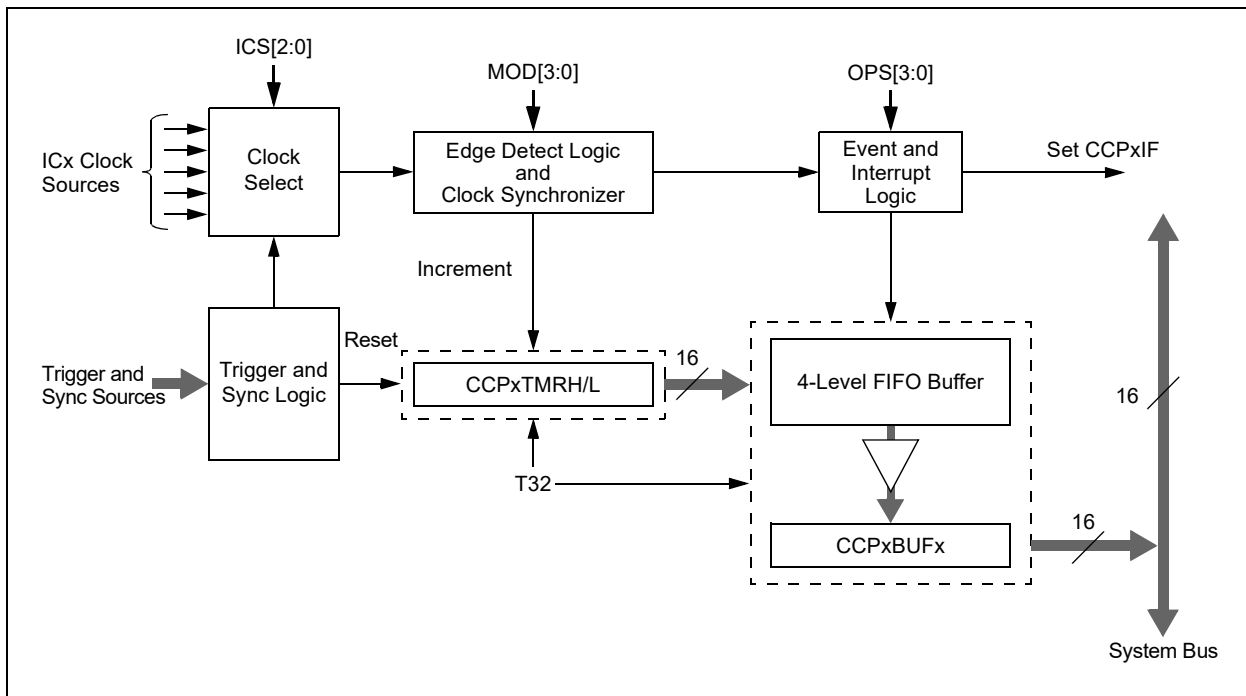 ICS[2:0]
MOD[3:0]
OPS[3:0]
ICx Clock
Sources
Clock
Select
Edge Detect Logic
and
Clock Synchronizer
Event and
Interrupt
Logic
Set CCPxIF
Increment
Reset
Trigger and
Sync Sources
Trigger and
Sync Logic
CCPxTMRH/L
16
4-Level FIFO Buffer
16
T32
CCPxBUFx
16
System Bus